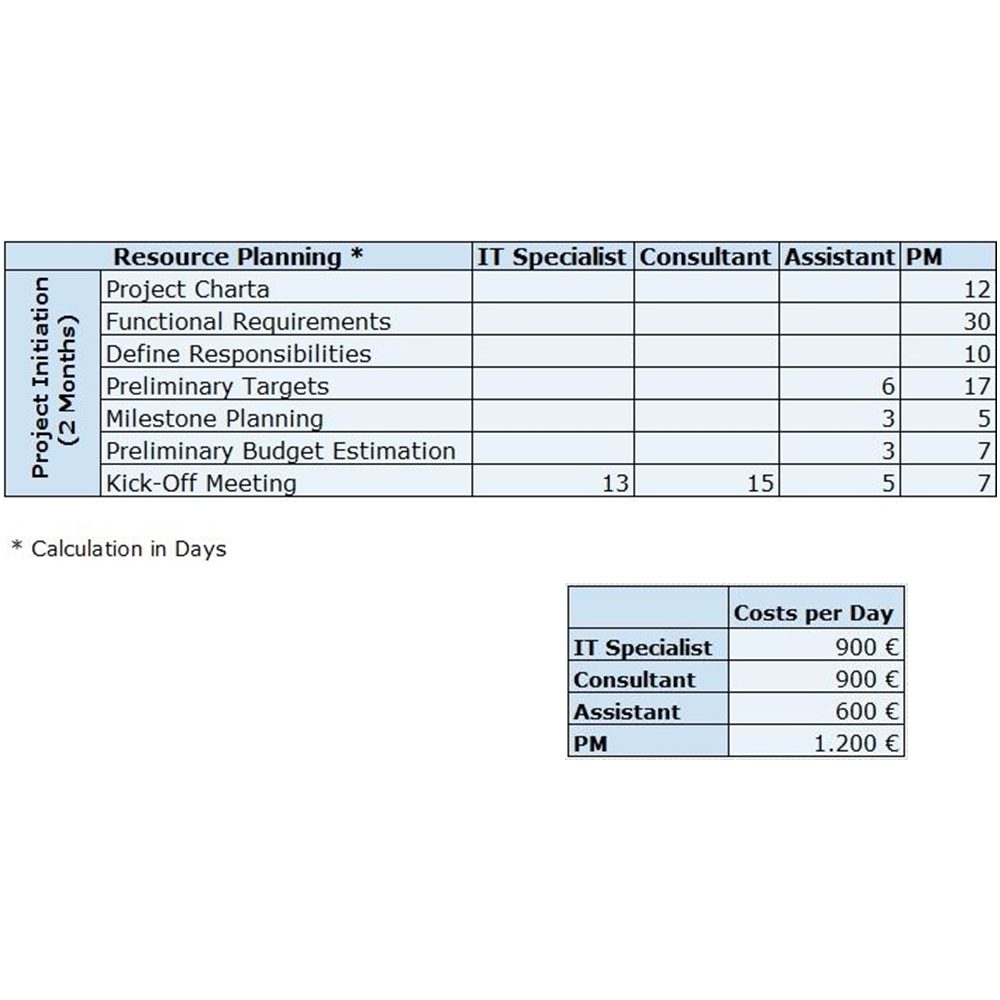 Resource Planning * IT Specialist Consultant Assistant PM
Project Initiation
(2 Months)
Project Charta 12
Functional Requirements 30
Define Responsibilities 10
Preliminary Targets 6 17
Milestone Planning 3 5
Preliminary Budget Estimation 3 7
Kick-Off Meeting 13 15 5 7
* Calculation in Days
Costs per Day
IT Specialist 900 €
Consultant 900 €
Assistant 600 €
PM 1.200 €